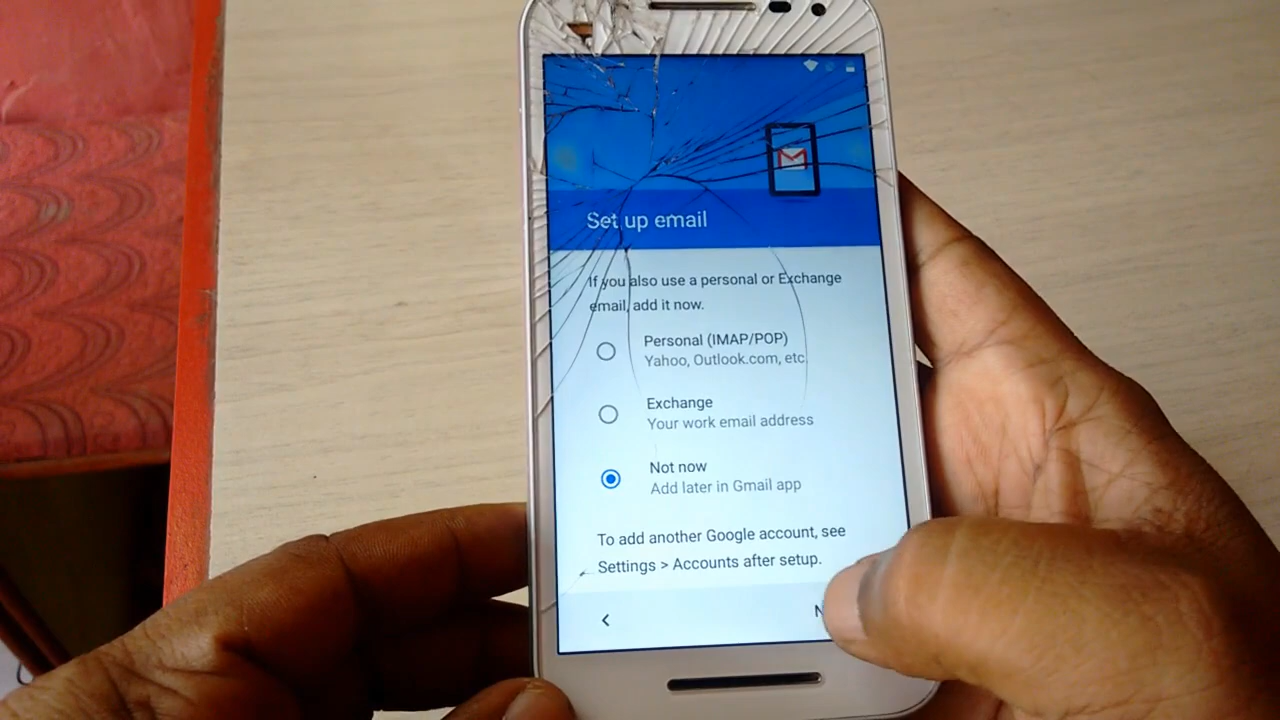 Set up email
If you also use a personal or Exchange
email, add it now.
Personal (IMAP/POP)
Yahoo, Outlook.com, etc.
Exchange
Your work email address
Not now
Add later in Gmail app
To add another Google account, see
Settings > Accounts after setup.